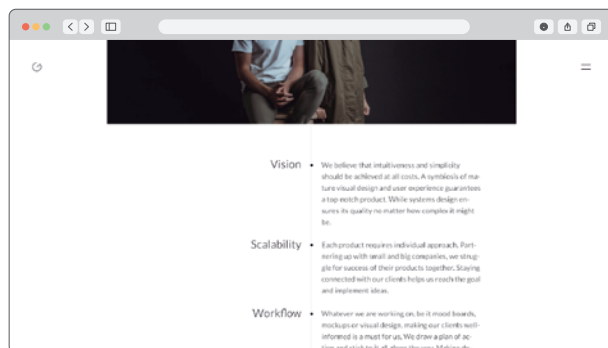 Vision
We believe that intuitiveness and simplicity
should be achieved at all costs. A symbiosis of ma-
ture visual design and user experience guarantees
a top notch product. While systems design en-
sures its quality no matter how complex it might
be.
Scalability
Each product requires individual approach. Part-
nering up with small and big companies, we strug-
gle for success of their products together. Staying
connected with our clients helps us reach the goal
and implement ideas.
Workflow
Whatever we are working on, be it mood boards,
mockups or visual design, making our clients well-
informed is a must for us. We draw a plan of ac-